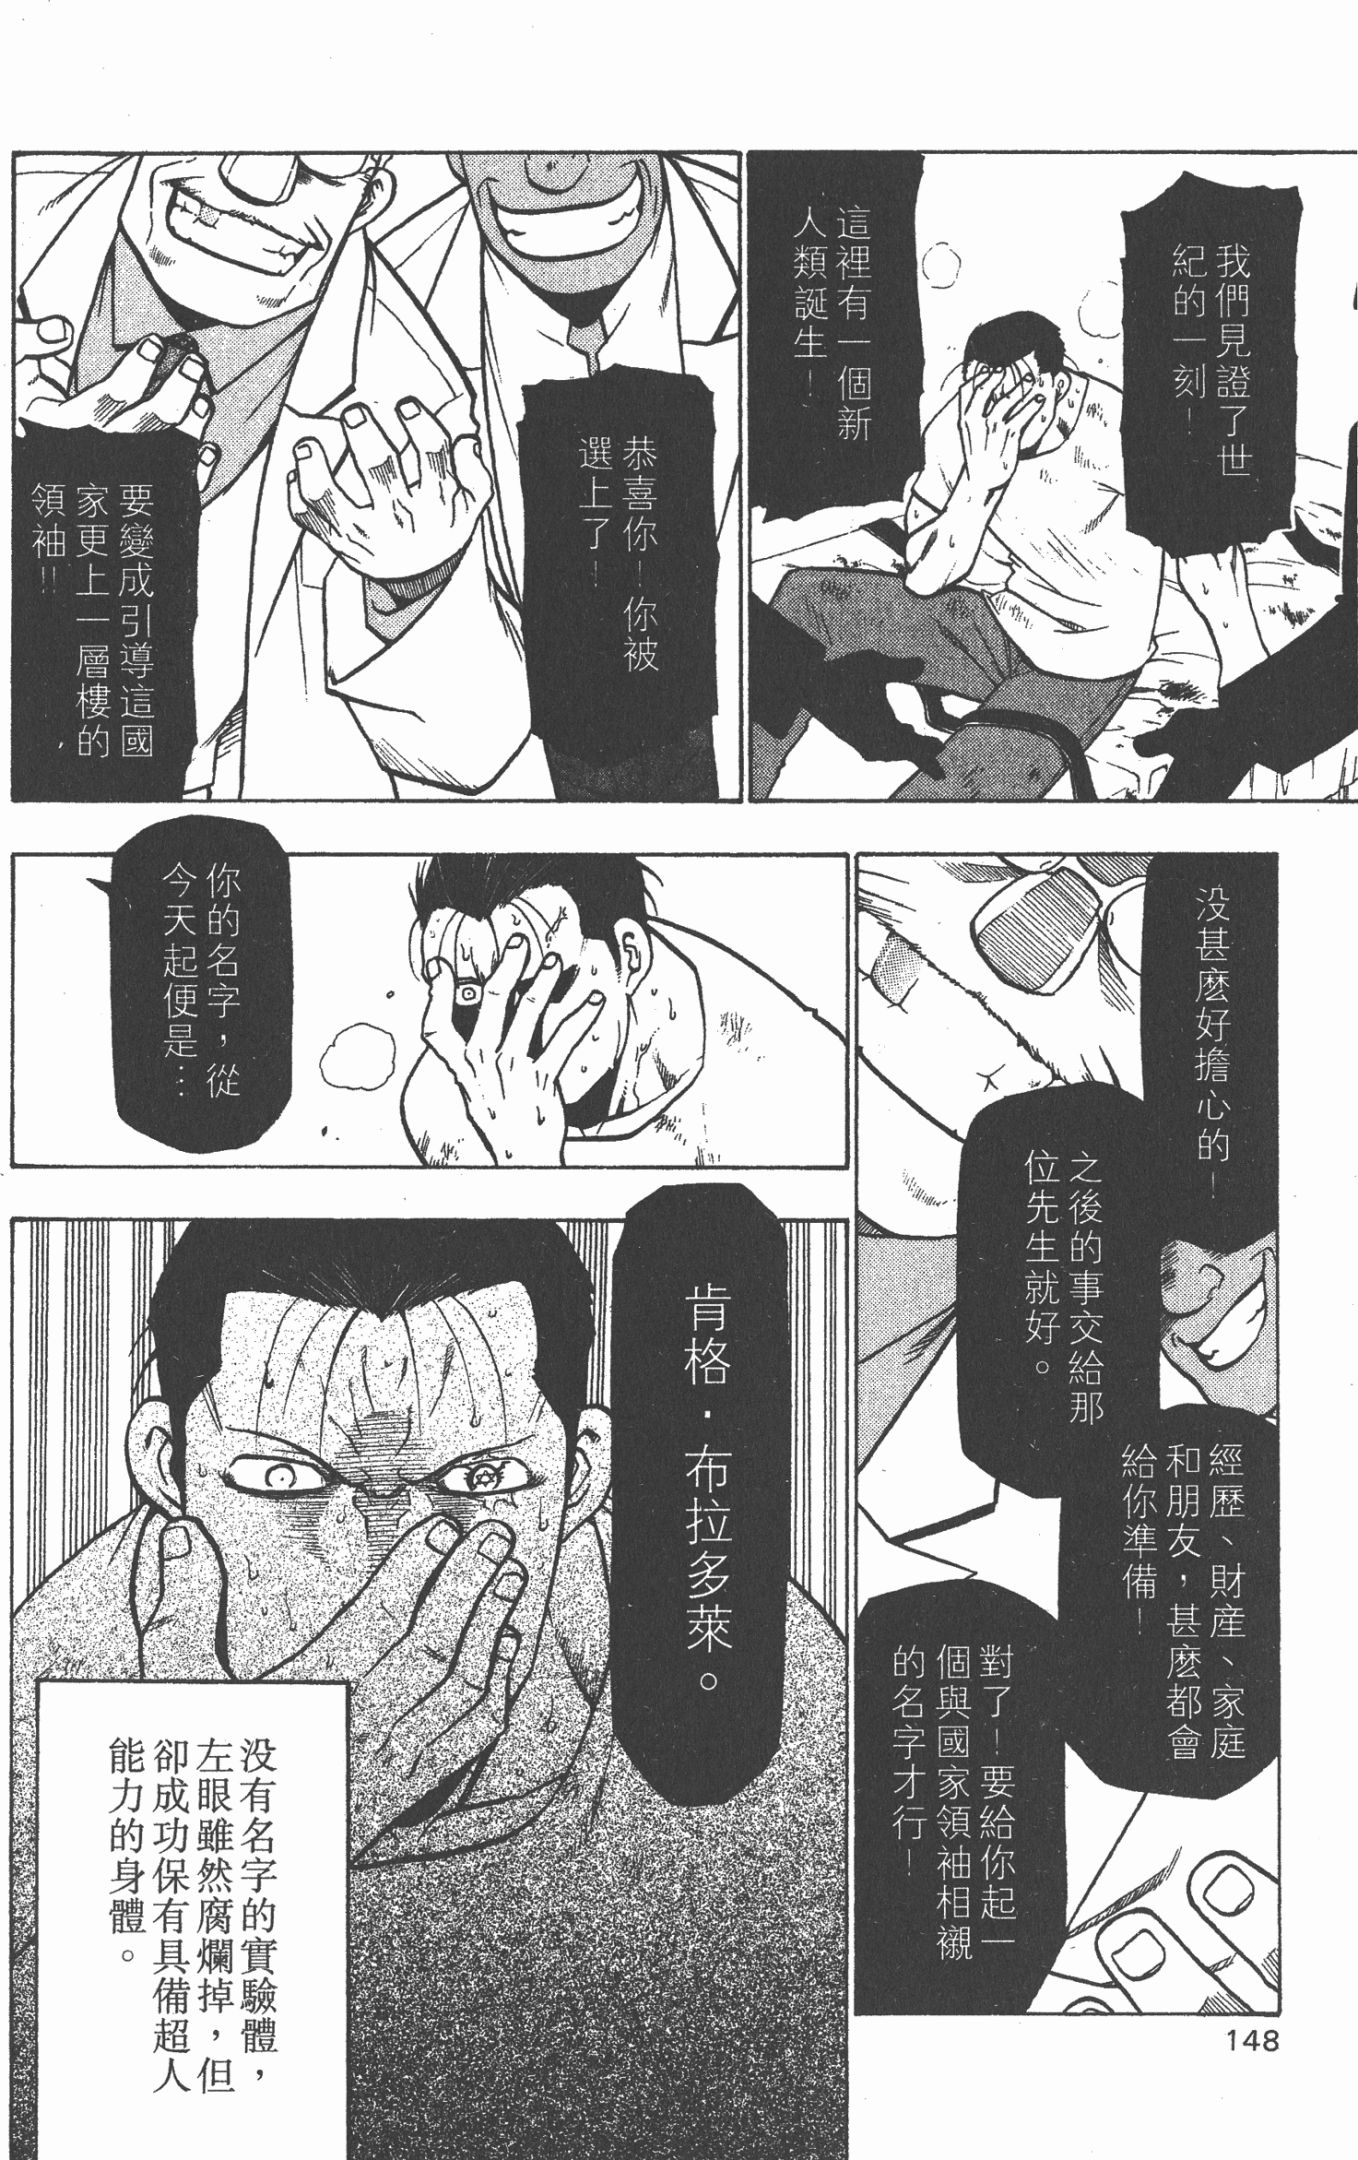 我們見證了世
紀的一刻！
這裡有一個新
人類誕生！
恭喜你！你被
選上了！
要變成引導這國
家更上一層樓的
領袖!!
没甚麽好擔心的！
之後的事交給那
位先生就好。
經歷、財產、家庭
和朋友，甚麽都會
給你準備！
對了！要給你起一
個與國家領袖相襯
的名字才行！
你的名字，從
今天起便是…
肯格．布拉多萊。
没有名字的實驗體，
左眼雖然腐爛掉，但
卻成功保有具備超人
能力的身體。
148